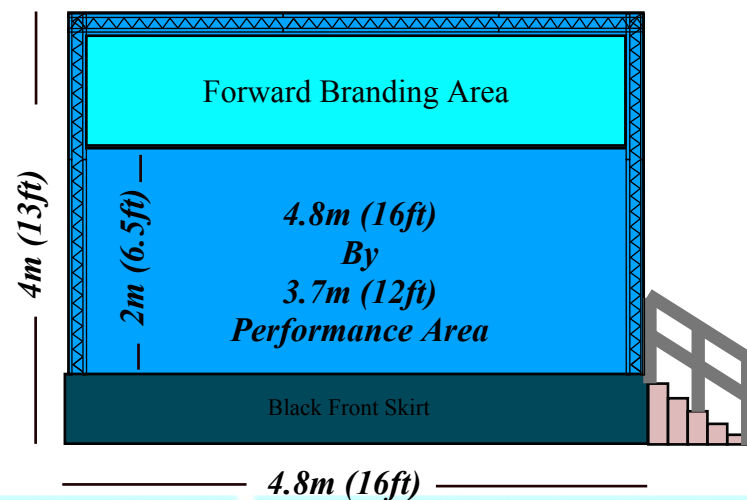 Forward Branding Area
4m (13ft)
2m (6.5ft)
4.8m (16ft)
By
3.7m (12ft)
Performance Area
Black Front Skirt
4.8m (16ft)